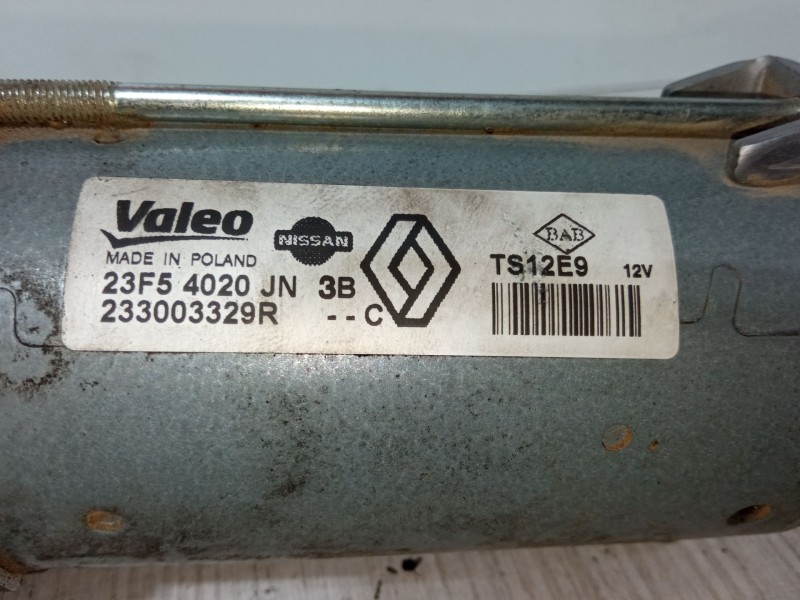 Valeo
MADE IN POLAND
NISSAN
23F5 4020 JN 3B
233003329R --C
BAB
TS12E9 12V